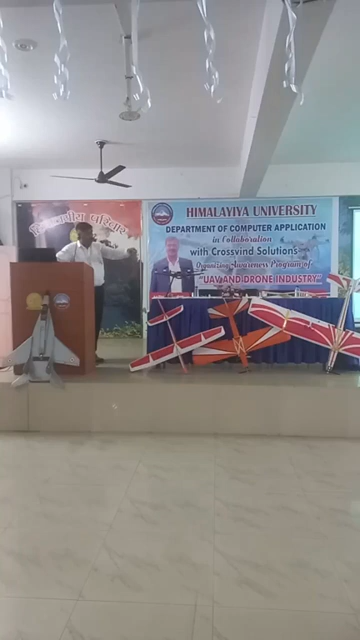 हिमालयीय
HIMALAYIYA UNIVERSITY
DEPARTMENT OF COMPUTER APPLICATION
in Collaboration
with Crossvind Solutions
Organizing Awareness Program of
"UAV AND DRONE INDUSTRY"